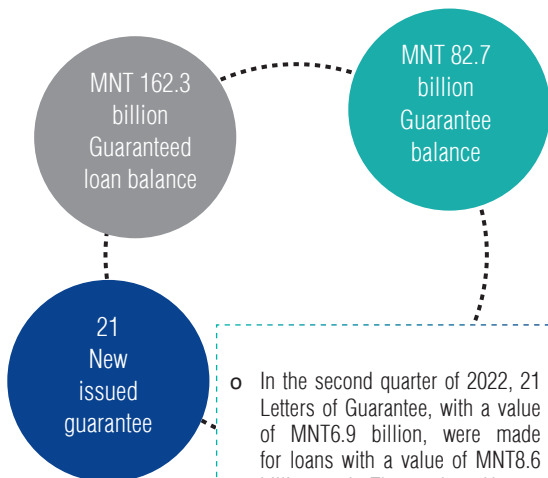 MNT 162.3
billion
Guaranteed
loan balance
MNT 82.7
billion
Guarantee
balance
21
New
issued
guarantee
o In the second quarter of 2022, 21
Letters of Guarantee, with a value
of MNT6.9 billion, were made
for loans with a value of MNT8.6